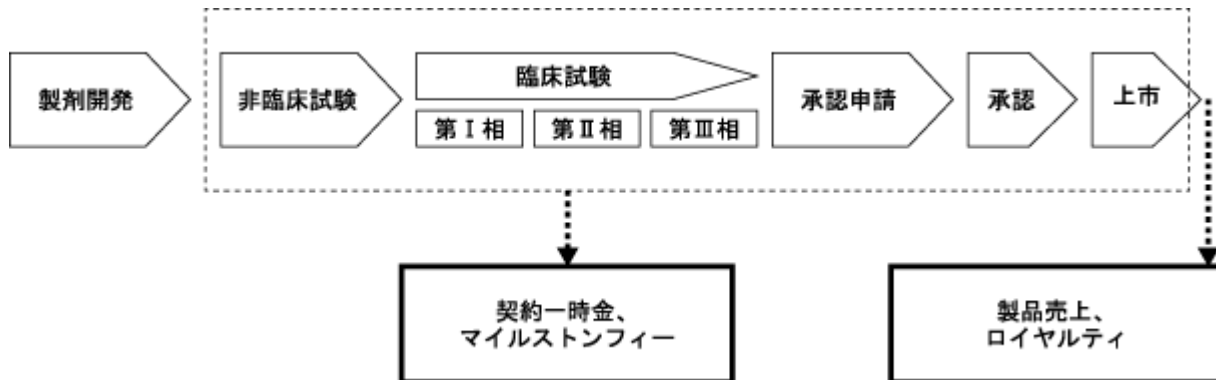 製剤開発
非臨床試験
臨床試験
第Ⅰ相
第Ⅱ相
第Ⅲ相
承認申請
承認
上市
契約一時金、
マイルストンフィー
製品売上、
ロイヤルティ